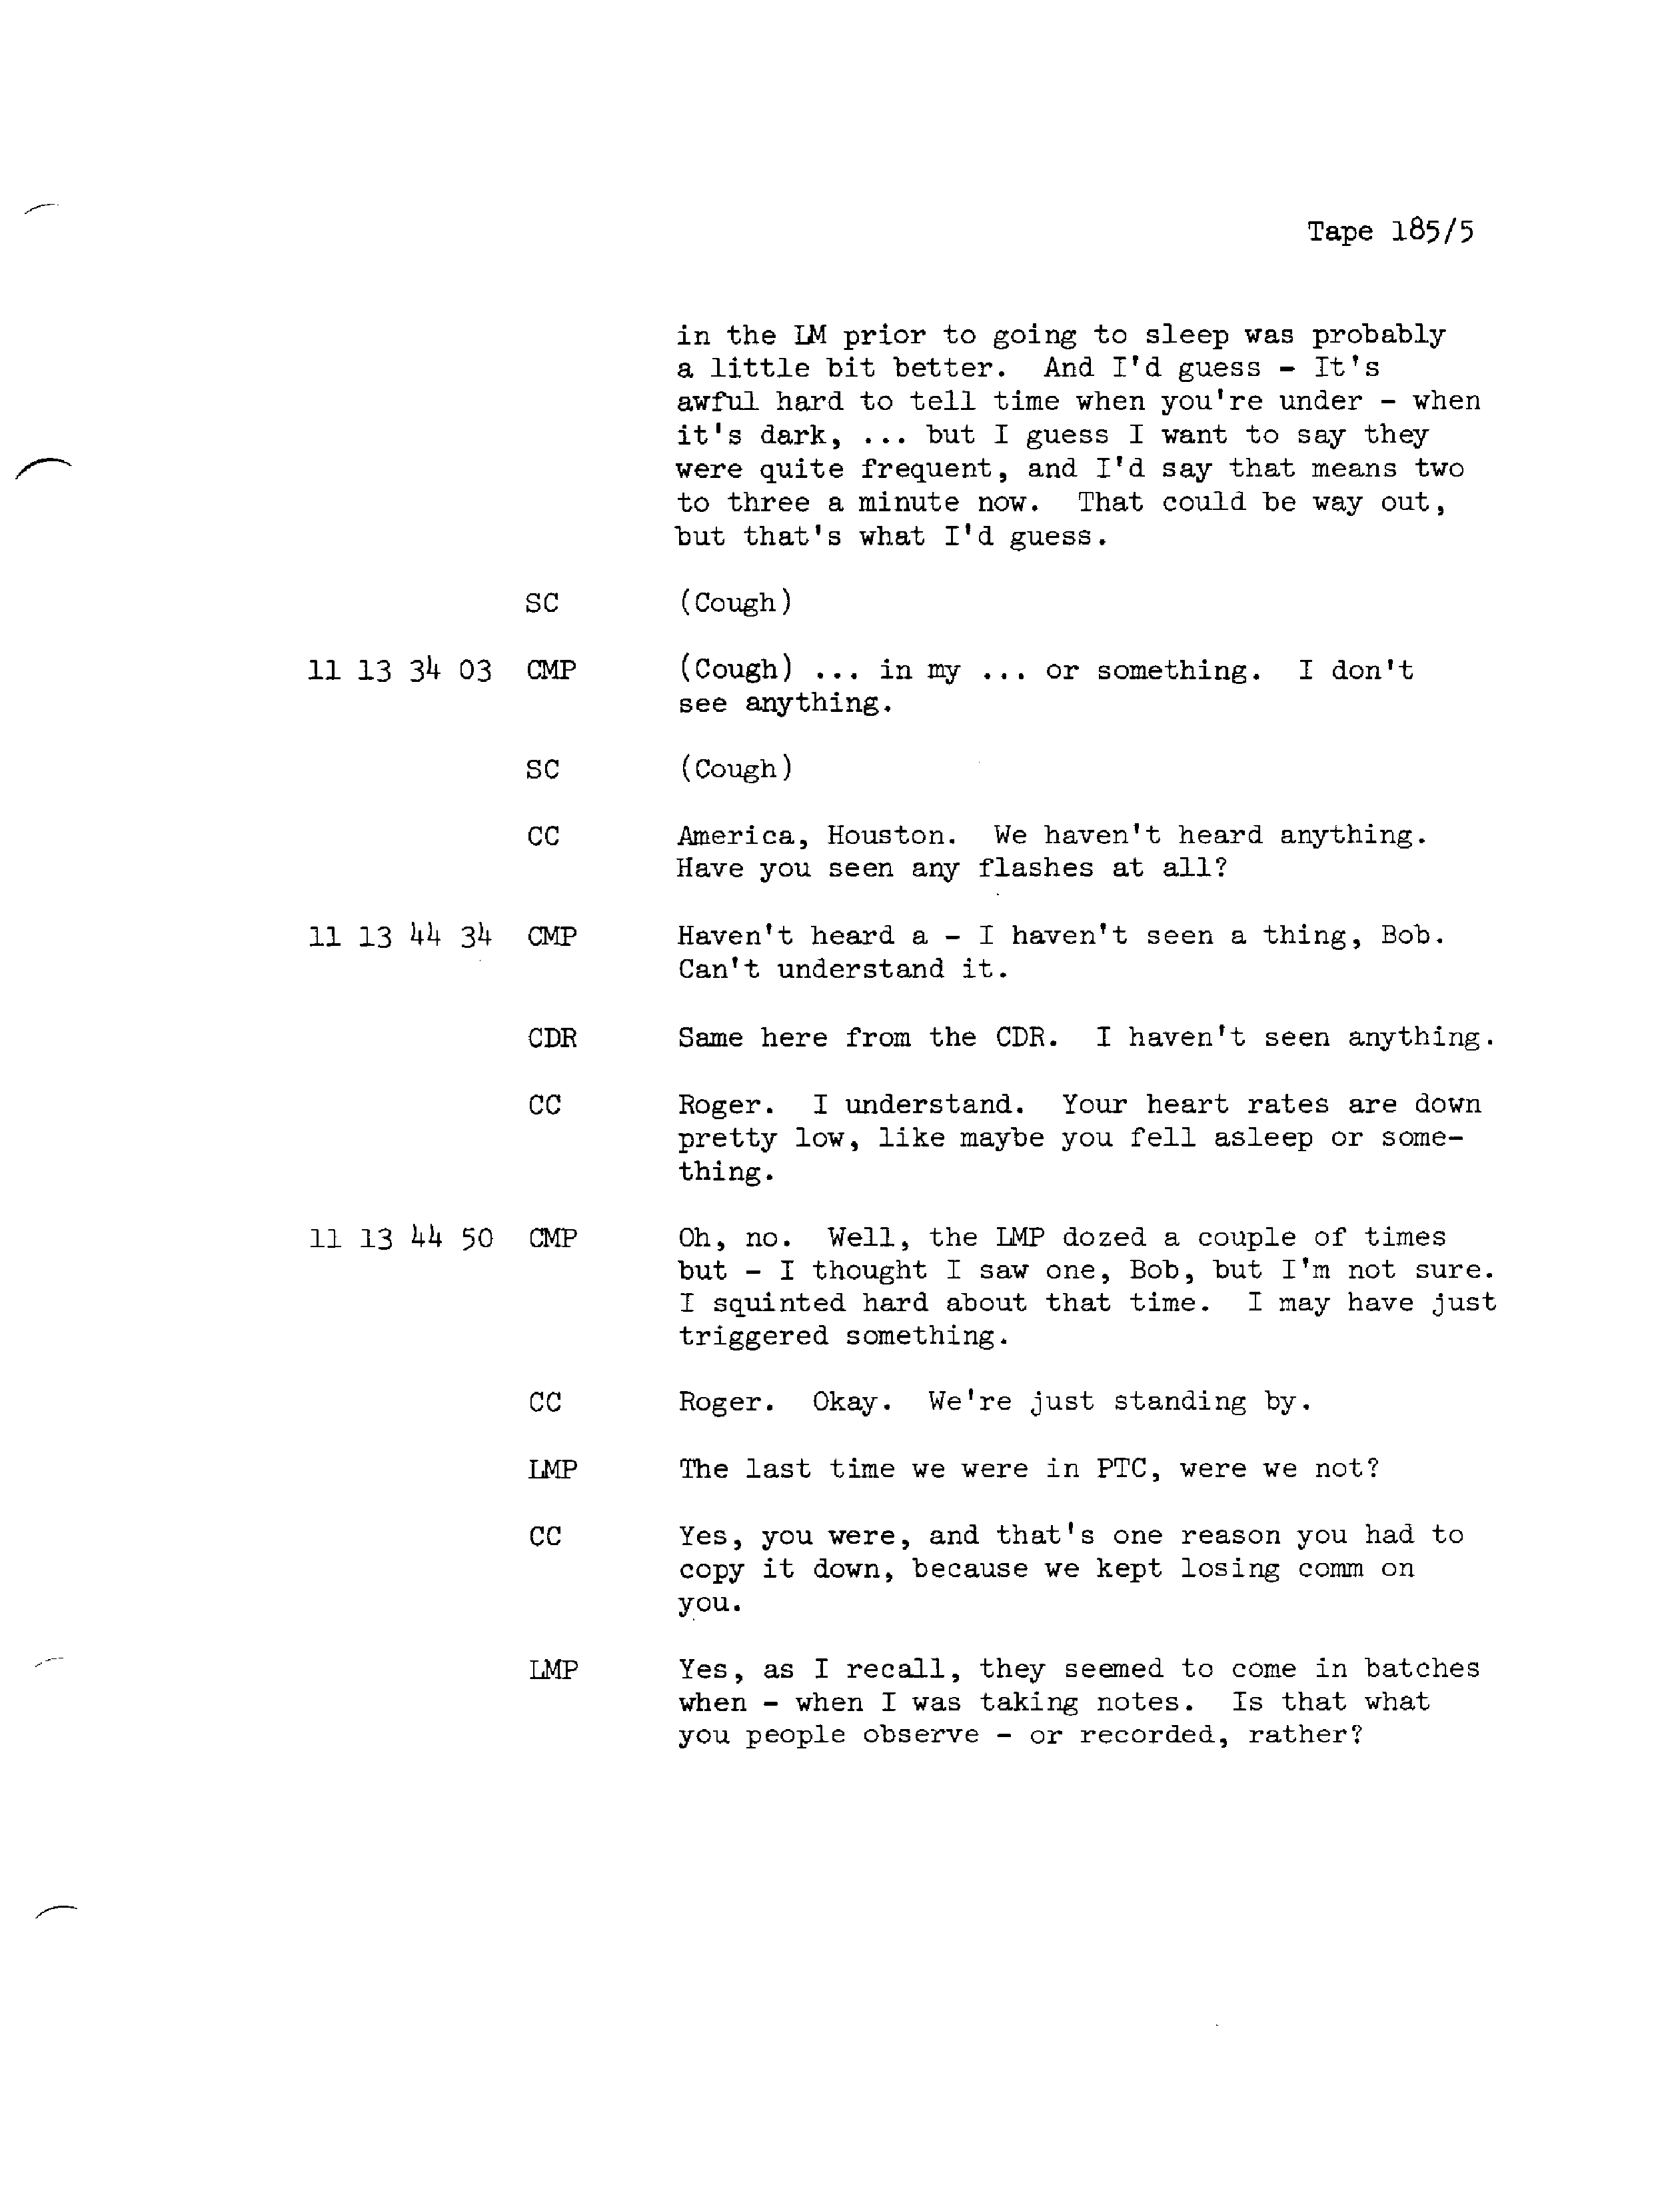 Tape 185/5
in the LM prior to going to sleep was probably
a little bit better. And I'd guess - It's
awful hard to tell time when you're under - when
it's dark, ... but I guess I want to say they
were quite frequent, and I'd say that means two
to three a minute now. That could be way out,
but that's what I'd guess.
SC (Cough)
11 13 34 03 CMP (Cough) ... in my ... or something. I don't
see anything.
SC (Cough)
CC America, Houston. We haven't heard anything.
Have you seen any flashes at all?
11 13 44 34 CMP Haven't heard a - I haven't seen a thing, Bob.
Can't understand it.
CDR Same here from the CDR. I haven't seen anything.
CC Roger. I understand. Your heart rates are down
pretty low, like maybe you fell asleep or some-
thing.
11 13 44 50 CMP Oh, no. Well, the LMP dozed a couple of times
but - I thought I saw one, Bob, but I'm not sure.
I squinted hard about that time. I may have just
triggered something.
CC Roger. Okay. We're just standing by.
LMP The last time we were in PTC, were we not?
CC Yes, you were, and that's one reason you had to
copy it down, because we kept losing comm on
you.
LMP Yes, as I recall, they seemed to come in batches
when - when I was taking notes. Is that what
you people observe - or recorded, rather?